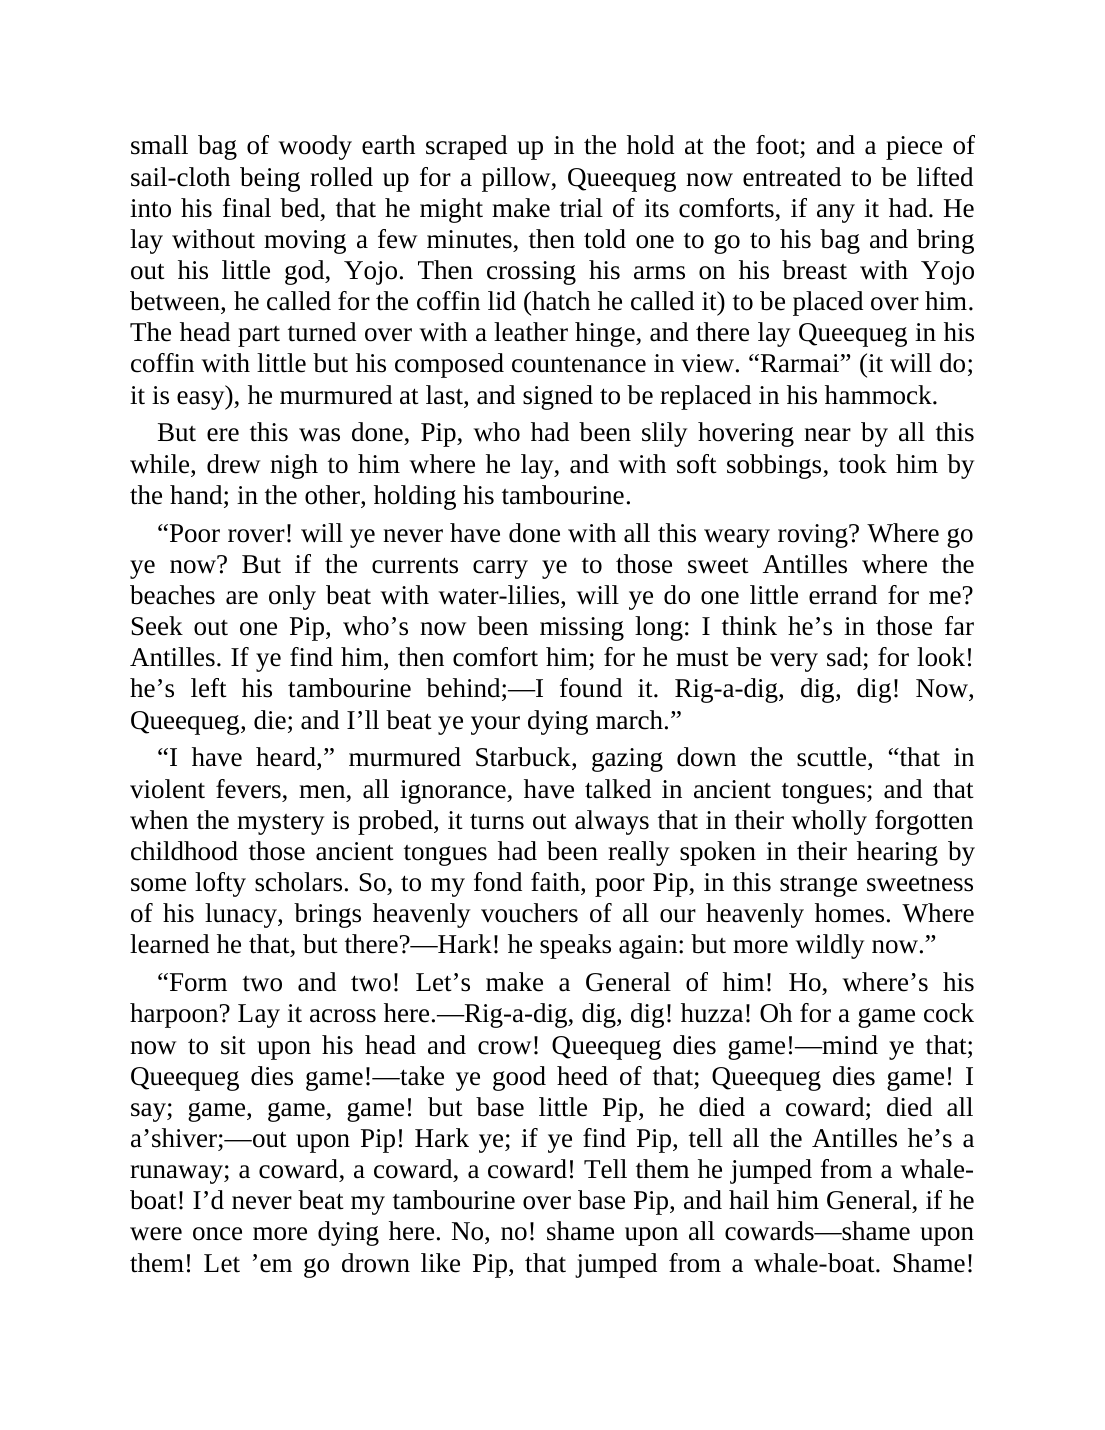 small bag of woody earth scraped up in the hold at the foot; and a piece of
sail-cloth being rolled up for a pillow, Queequeg now entreated to be lifted
into his final bed, that he might make trial of its comforts, if any it had. He
lay without moving a few minutes, then told one to go to his bag and bring
out his little god, Yojo. Then crossing his arms on his breast with Yojo
between, he called for the coffin lid (hatch he called it) to be placed over him.
The head part turned over with a leather hinge, and there lay Queequeg in his
coffin with little but his composed countenance in view. “Rarmai” (it will do;
it is easy), he murmured at last, and signed to be replaced in his hammock.
But ere this was done, Pip, who had been slily hovering near by all this
while, drew nigh to him where he lay, and with soft sobbings, took him by
the hand; in the other, holding his tambourine.
“Poor rover! will ye never have done with all this weary roving? Where go
ye now? But if the currents carry ye to those sweet Antilles where the
beaches are only beat with water-lilies, will ye do one little errand for me?
Seek out one Pip, who’s now been missing long: I think he’s in those far
Antilles. If ye find him, then comfort him; for he must be very sad; for look!
he’s left his tambourine behind;—I found it. Rig-a-dig, dig, dig! Now,
Queequeg, die; and I’ll beat ye your dying march.”
“I have heard,” murmured Starbuck, gazing down the scuttle, “that in
violent fevers, men, all ignorance, have talked in ancient tongues; and that
when the mystery is probed, it turns out always that in their wholly forgotten
childhood those ancient tongues had been really spoken in their hearing by
some lofty scholars. So, to my fond faith, poor Pip, in this strange sweetness
of his lunacy, brings heavenly vouchers of all our heavenly homes. Where
learned he that, but there?—Hark! he speaks again: but more wildly now.”
“Form two and two! Let’s make a General of him! Ho, where’s his
harpoon? Lay it across here.—Rig-a-dig, dig, dig! huzza! Oh for a game cock
now to sit upon his head and crow! Queequeg dies game!—mind ye that;
Queequeg dies game!—take ye good heed of that; Queequeg dies game! I
say; game, game, game! but base little Pip, he died a coward; died all
a’shiver;—out upon Pip! Hark ye; if ye find Pip, tell all the Antilles he’s a
runaway; a coward, a coward, a coward! Tell them he jumped from a whale-
boat! I’d never beat my tambourine over base Pip, and hail him General, if he
were once more dying here. No, no! shame upon all cowards—shame upon
them! Let ’em go drown like Pip, that jumped from a whale-boat. Shame!